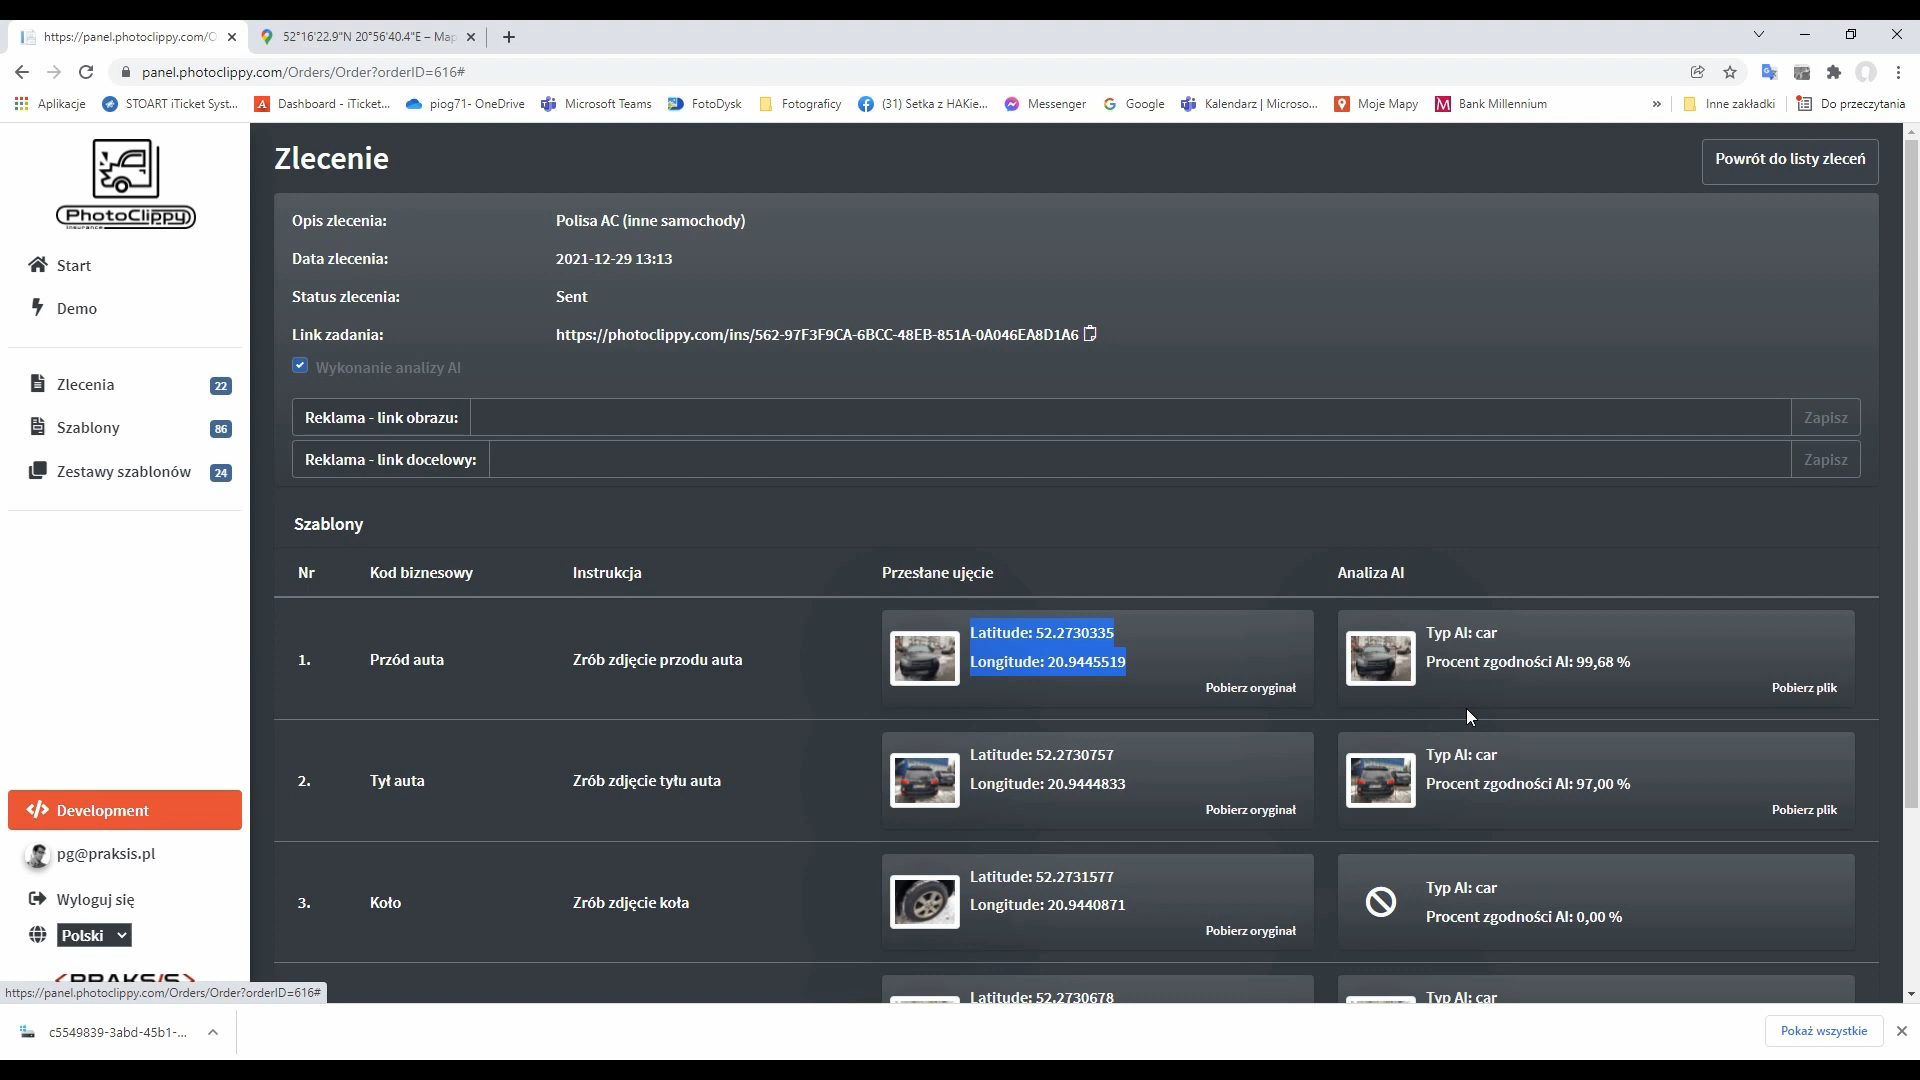 https://panel.photoclippy.com/O
52°16'22.9"N 20°56'40.4"E – Map
panel.photoclippy.com/Orders/Order?orderID=616#
Aplikacje
STOART iTicket Syst...
Dashboard - iTicket...
piog71- OneDrive
Microsoft Teams
FotoDysk
Fotograficy
(31) Setka z HAKie...
Messenger
Google
Kalendarz | Microso...
Moje Mapy
Bank Millennium
»
Inne zakładki
Do przeczytania
PhotoClippy
Insurance
Start
Demo
Zlecenia 22
Szablony 86
Zestawy szablonów 24
Development
pg@praksis.pl
Wyloguj się
Polski
PRAKSIS
https://panel.photoclippy.com/Orders/Order?orderID=616#
Zlecenie
Powrót do listy zleceń
Opis zlecenia: Polisa AC (inne samochody)
Data zlecenia: 2021-12-29 13:13
Status zlecenia: Sent
Link zadania: https://photoclippy.com/ins/562-97F3F9CA-6BCC-48EB-851A-0A046EA8D1A6
Wykonanie analizy AI
Reklama - link obrazu: Zapisz
Reklama - link docelowy: Zapisz
Szablony
Nr Kod biznesowy Instrukcja Przesłane ujęcie Analiza AI
1. Przód auta Zrób zdjęcie przodu auta
Latitude: 52.2730335
Longitude: 20.9445519
Pobierz oryginał
Typ AI: car
Procent zgodności AI: 99,68 %
Pobierz plik
2. Tył auta Zrób zdjęcie tyłu auta
Latitude: 52.2730757
Longitude: 20.9444833
Pobierz oryginał
Typ AI: car
Procent zgodności AI: 97,00 %
Pobierz plik
3. Koło Zrób zdjęcie koła
Latitude: 52.2731577
Longitude: 20.9440871
Pobierz oryginał
Typ AI: car
Procent zgodności AI: 0,00 %
Latitude: 52.2730678
Typ AI: car
c5549839-3abd-45b1-...
Pokaż wszystkie